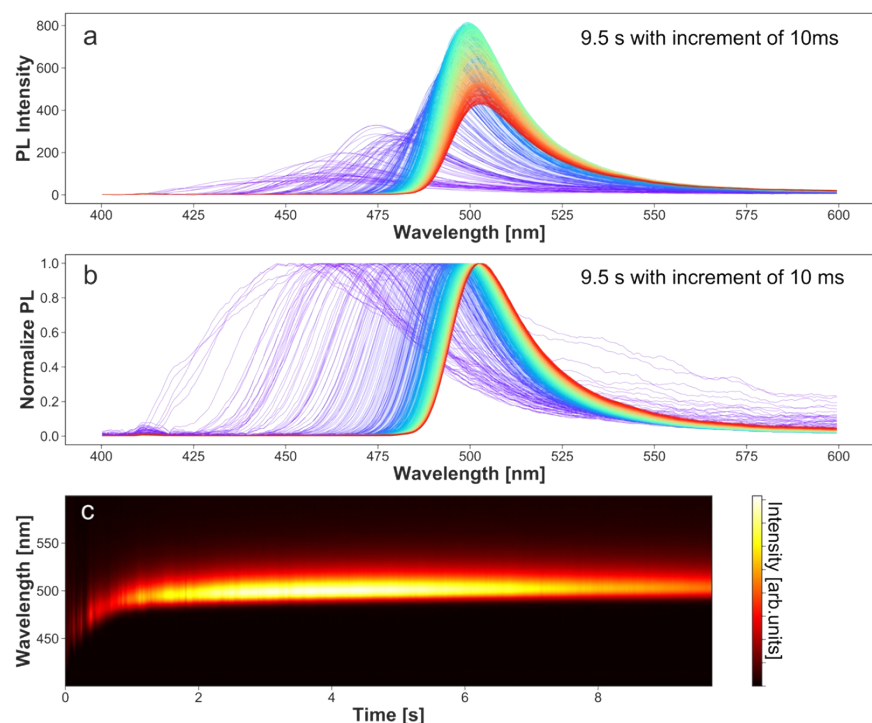 a
9.5 s with increment of 10ms
PL Intensity
800
600
400
200
0
400 425 450 475 500 525 550 575 600
Wavelength [nm]
b
9.5 s with increment of 10 ms
Normalize PL
1.0
0.8
0.6
0.4
0.2
0.0
400 425 450 475 500 525 550 575 600
Wavelength [nm]
c
Wavelength [nm]
550
500
450
0 2 4 6 8
Time [s]
Intensity [arb.units]